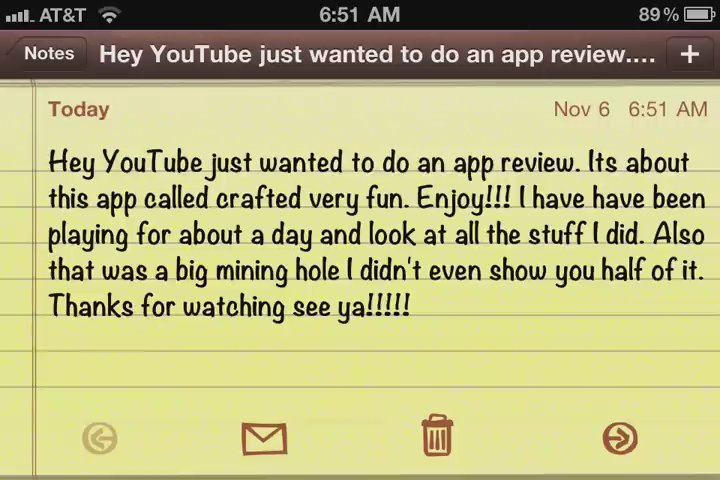 AT&T 6:51 AM 89%
Notes Hey YouTube just wanted to do an app review.... +
Today Nov 6 6:51 AM
Hey YouTube just wanted to do an app review. Its about
this app called crafted very fun. Enjoy!!! I have have been
playing for about a day and look at all the stuff I did. Also
that was a big mining hole I didn't even show you half of it.
Thanks for watching see ya!!!!!